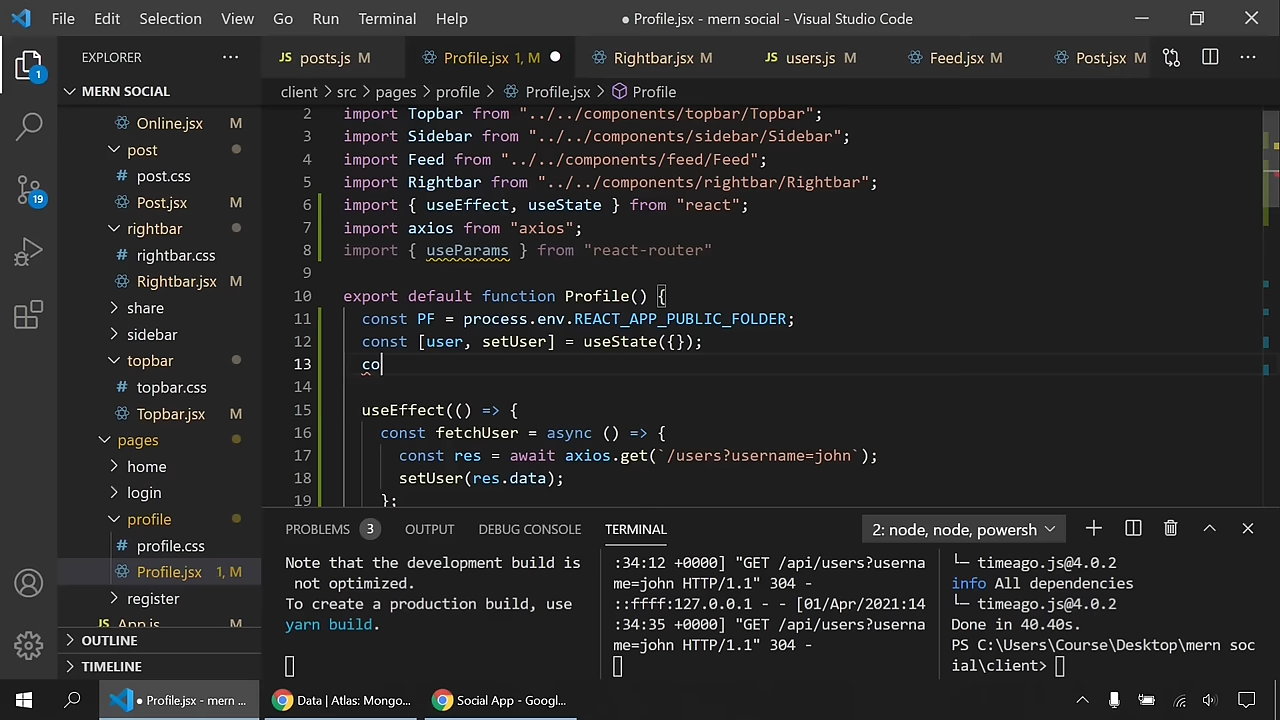 File Edit Selection View Go Run Terminal Help ● Profile.jsx - mern social - Visual Studio Code
EXPLORER ···
JS posts.js M Profile.jsx 1, M ● Rightbar.jsx M JS users.js M Feed.jsx M Post.jsx M ···
1
MERN SOCIAL
client > src > pages > profile > Profile.jsx > Profile
Online.jsx M
post
# post.css
Post.jsx M
rightbar
# rightbar.css
Rightbar.jsx M
share
sidebar
topbar
# topbar.css
Topbar.jsx M
pages
home
login
profile
# profile.css
Profile.jsx 1, M
register
JS App.js M
OUTLINE
TIMELINE
19
2 import Topbar from "../../components/topbar/Topbar";
3 import Sidebar from "../../components/sidebar/Sidebar";
4 import Feed from "../../components/feed/Feed";
5 import Rightbar from "../../components/rightbar/Rightbar";
6 import { useEffect, useState } from "react";
7 import axios from "axios";
8 import { useParams } from "react-router"
9
10 export default function Profile() {
11 const PF = process.env.REACT_APP_PUBLIC_FOLDER;
12 const [user, setUser] = useState({});
13 co
14
15 useEffect(() => {
16 const fetchUser = async () => {
17 const res = await axios.get(`/users?username=john`);
18 setUser(res.data);
19 };
PROBLEMS 3 OUTPUT DEBUG CONSOLE TERMINAL 2: node, node, powersh
Note that the development build is
not optimized.
To create a production build, use
yarn build.
:34:12 +0000] "GET /api/users?userna
me=john HTTP/1.1" 304 -
::ffff:127.0.0.1 - - [01/Apr/2021:14
:34:35 +0000] "GET /api/users?userna
me=john HTTP/1.1" 304 -
└─ timeago.js@4.0.2
info All dependencies
└─ timeago.js@4.0.2
Done in 40.40s.
PS C:\Users\Course\Desktop\mern soc
ial\client>
● Profile.jsx - mern ... Data | Atlas: Mongo... Social App - Googl...